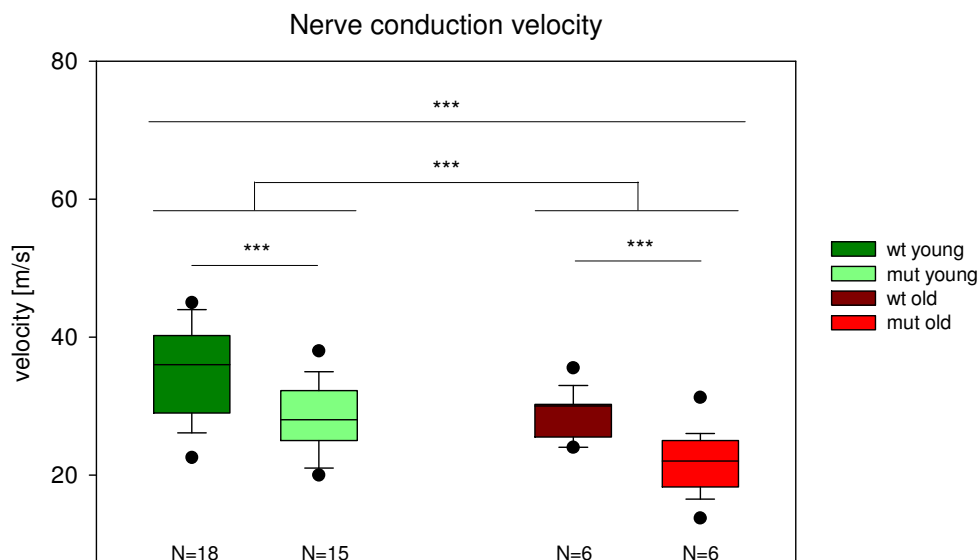 Nerve conduction velocity
80
***
***
60
***
***
velocity [m/s]
40
20
wt young
mut young
wt old
mut old
N=18
N=15
N=6
N=6